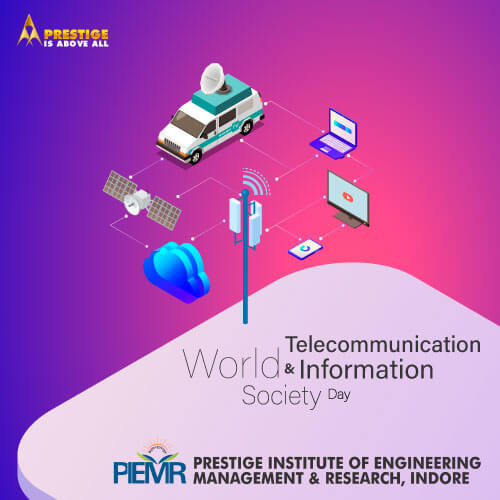 PRESTIGE
IS ABOVE ALL
World Telecommunication
& Information
Society Day
PIEMR
PRESTIGE INSTITUTE OF ENGINEERING
MANAGEMENT & RESEARCH, INDORE